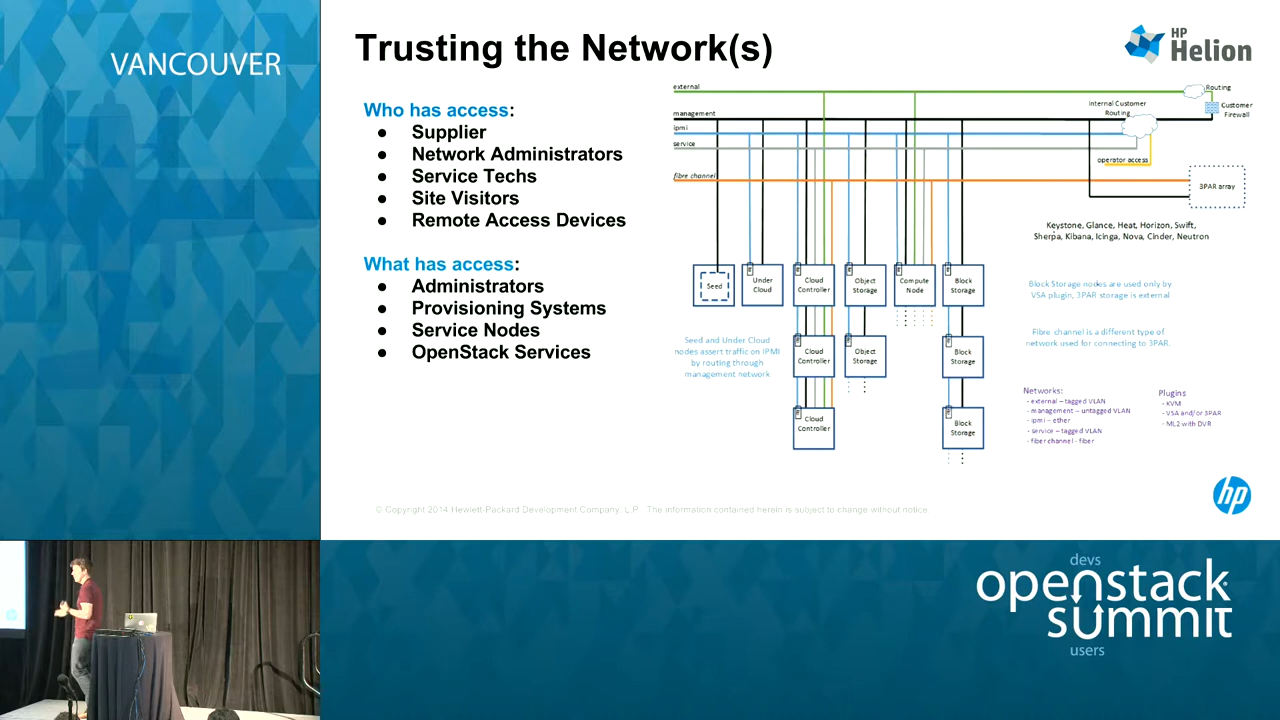 VANCOUVER
Trusting the Network(s)
HP
Helion
Who has access:
● Supplier
● Network Administrators
● Service Techs
● Site Visitors
● Remote Access Devices
What has access:
● Administrators
● Provisioning Systems
● Service Nodes
● OpenStack Services
external
management
ipmi
service
fibre channel
Routing
Internal Customer
Routing
Customer
Firewall
operator access
3PAR array
Keystone, Glance, Heat, Horizon, Swift,
Sherpa, Kibana, Icinga, Nova, Cinder, Neutron
Seed
Under
Cloud
Cloud
Controller
Object
Storage
Compute
Node
Block
Storage
Block Storage nodes are used only by
VSA plugin, 3PAR storage is external
Cloud
Controller
Object
Storage
Block
Storage
Fibre channel is a different type of
network used for connecting to 3PAR.
Seed and Under Cloud
nodes assert traffic on IPMI
by routing through
management network
Cloud
Controller
Block
Storage
Networks:
- external – tagged VLAN
- management – untagged VLAN
- ipmi – ether
- service – tagged VLAN
- fiber channel - fiber
Plugins
- KVM
- VSA and/or 3PAR
- ML2 with DVR
hp
© Copyright 2014 Hewlett-Packard Development Company, L.P. The information contained herein is subject to change without notice.
devs
openstack
summit
users